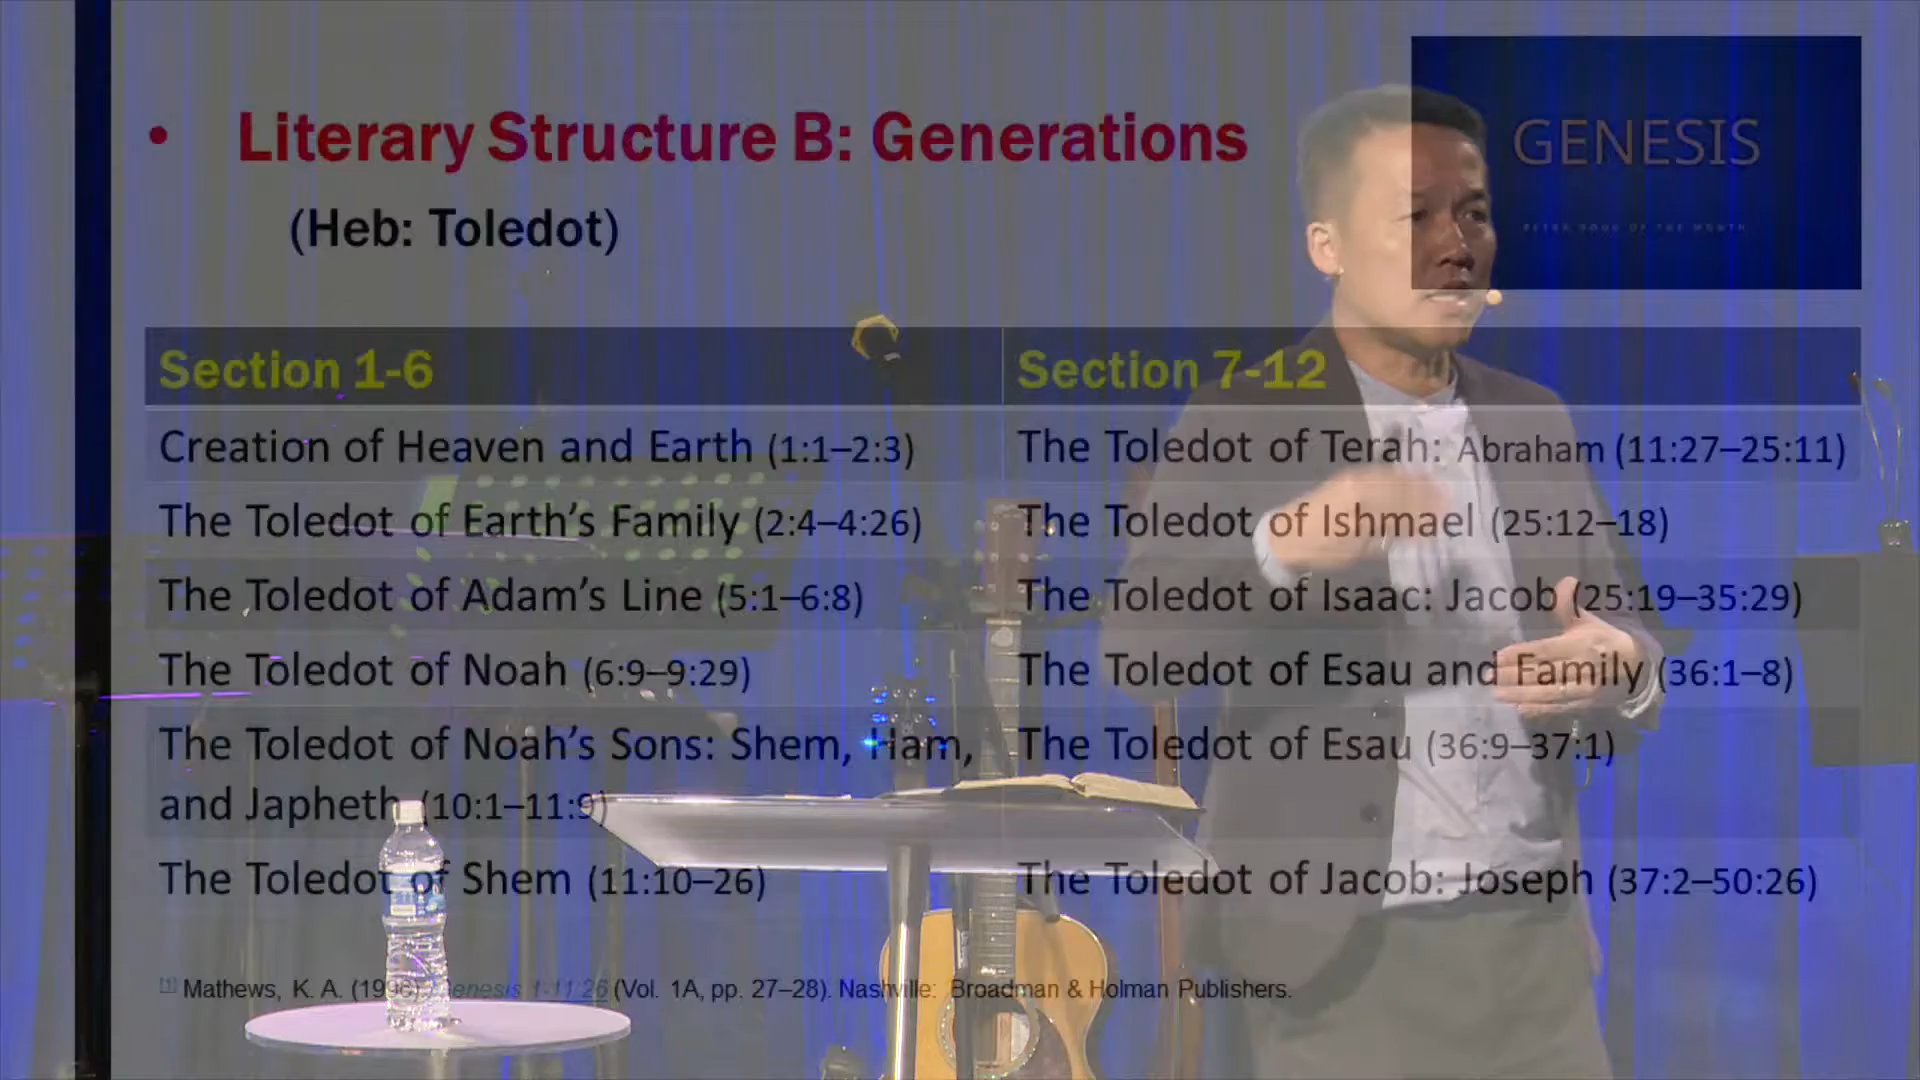 • Literary Structure B: Generations
(Heb: Toledot)
GENESIS
BOOK OF THE MONTH
Section 1-6
Section 7-12
Creation of Heaven and Earth (1:1–2:3)
The Toledot of Terah: Abraham (11:27–25:11)
The Toledot of Earth’s Family (2:4–4:26)
The Toledot of Ishmael (25:12–18)
The Toledot of Adam’s Line (5:1–6:8)
The Toledot of Isaac: Jacob (25:19–35:29)
The Toledot of Noah (6:9–9:29)
The Toledot of Esau and Family (36:1–8)
The Toledot of Noah’s Sons: Shem, Ham,
and Japheth (10:1–11:9)
The Toledot of Esau (36:9–37:1)
The Toledot of Shem (11:10–26)
The Toledot of Jacob: Joseph (37:2–50:26)
[1] Mathews, K. A. (1996). Genesis 1-11:26 (Vol. 1A, pp. 27–28). Nashville: Broadman & Holman Publishers.